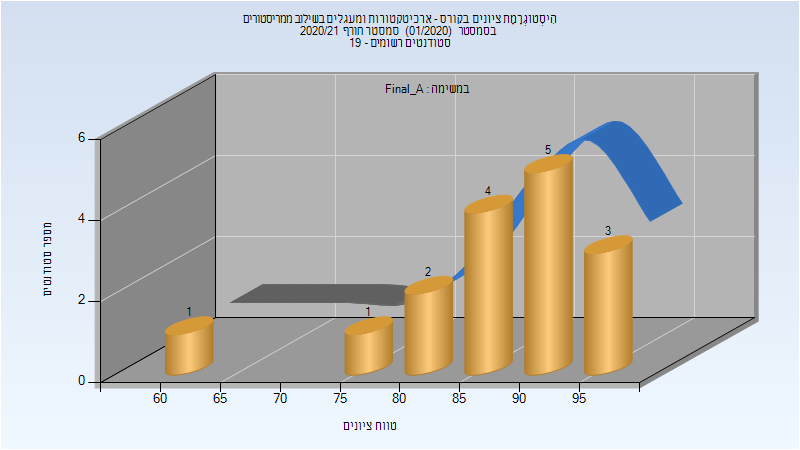 הִיסְטוֹגְרָמַת ציונים בקורס - ארכיטקטורות ומעגלים בשילוב ממריסטורים
בסמסטר (01/2020) סמסטר חורף 2020/21
סטודנטים רשומים - 19
במשימה : Final_A
מספר סטודנטים
6
4
2
0
1
1
2
4
5
3
60 65 70 75 80 85 90 95
טווח ציונים